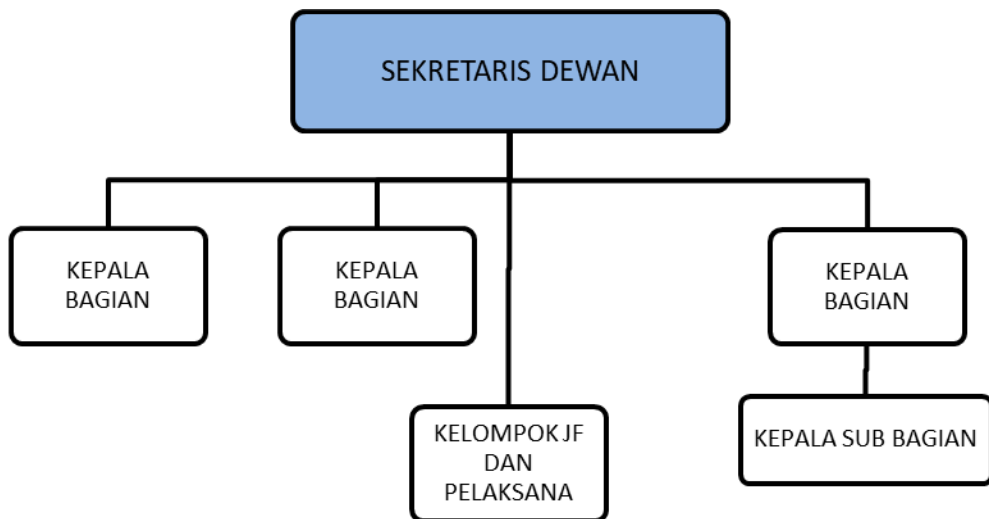 SEKRETARIS DEWAN
KEPALA
BAGIAN
KEPALA
BAGIAN
KEPALA
BAGIAN
KELOMPOK JF
DAN
PELAKSANA
KEPALA SUB BAGIAN